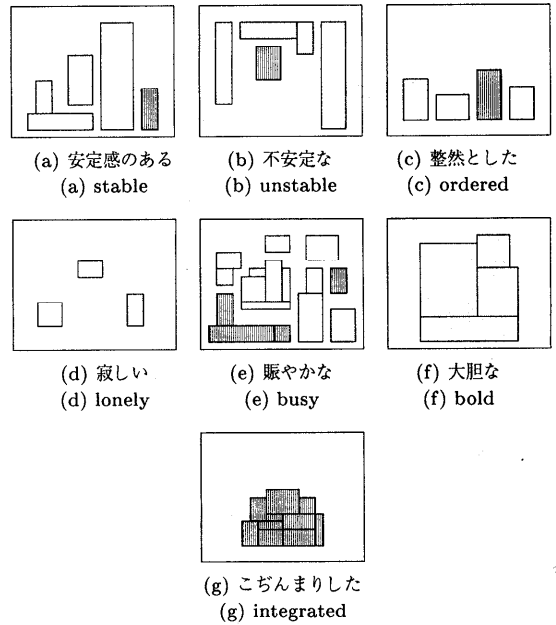 (a) 安定感のある
(a) stable
(b) 不安定な
(b) unstable
(c) 整然とした
(c) ordered
(d) 寂しい
(d) lonely
(e) 賑やかな
(e) busy
(f) 大胆な
(f) bold
(g) こぢんまりした
(g) integrated